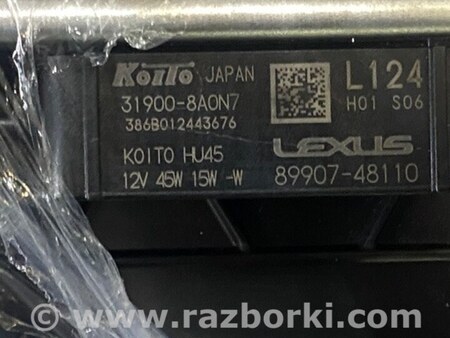 KOITO JAPAN
31900-8A0N7
386B012443676
KOITO HU45
12V 45W 15W -W
L124
H01 S06
LEXUS
89907-48110
© www.razborki.com